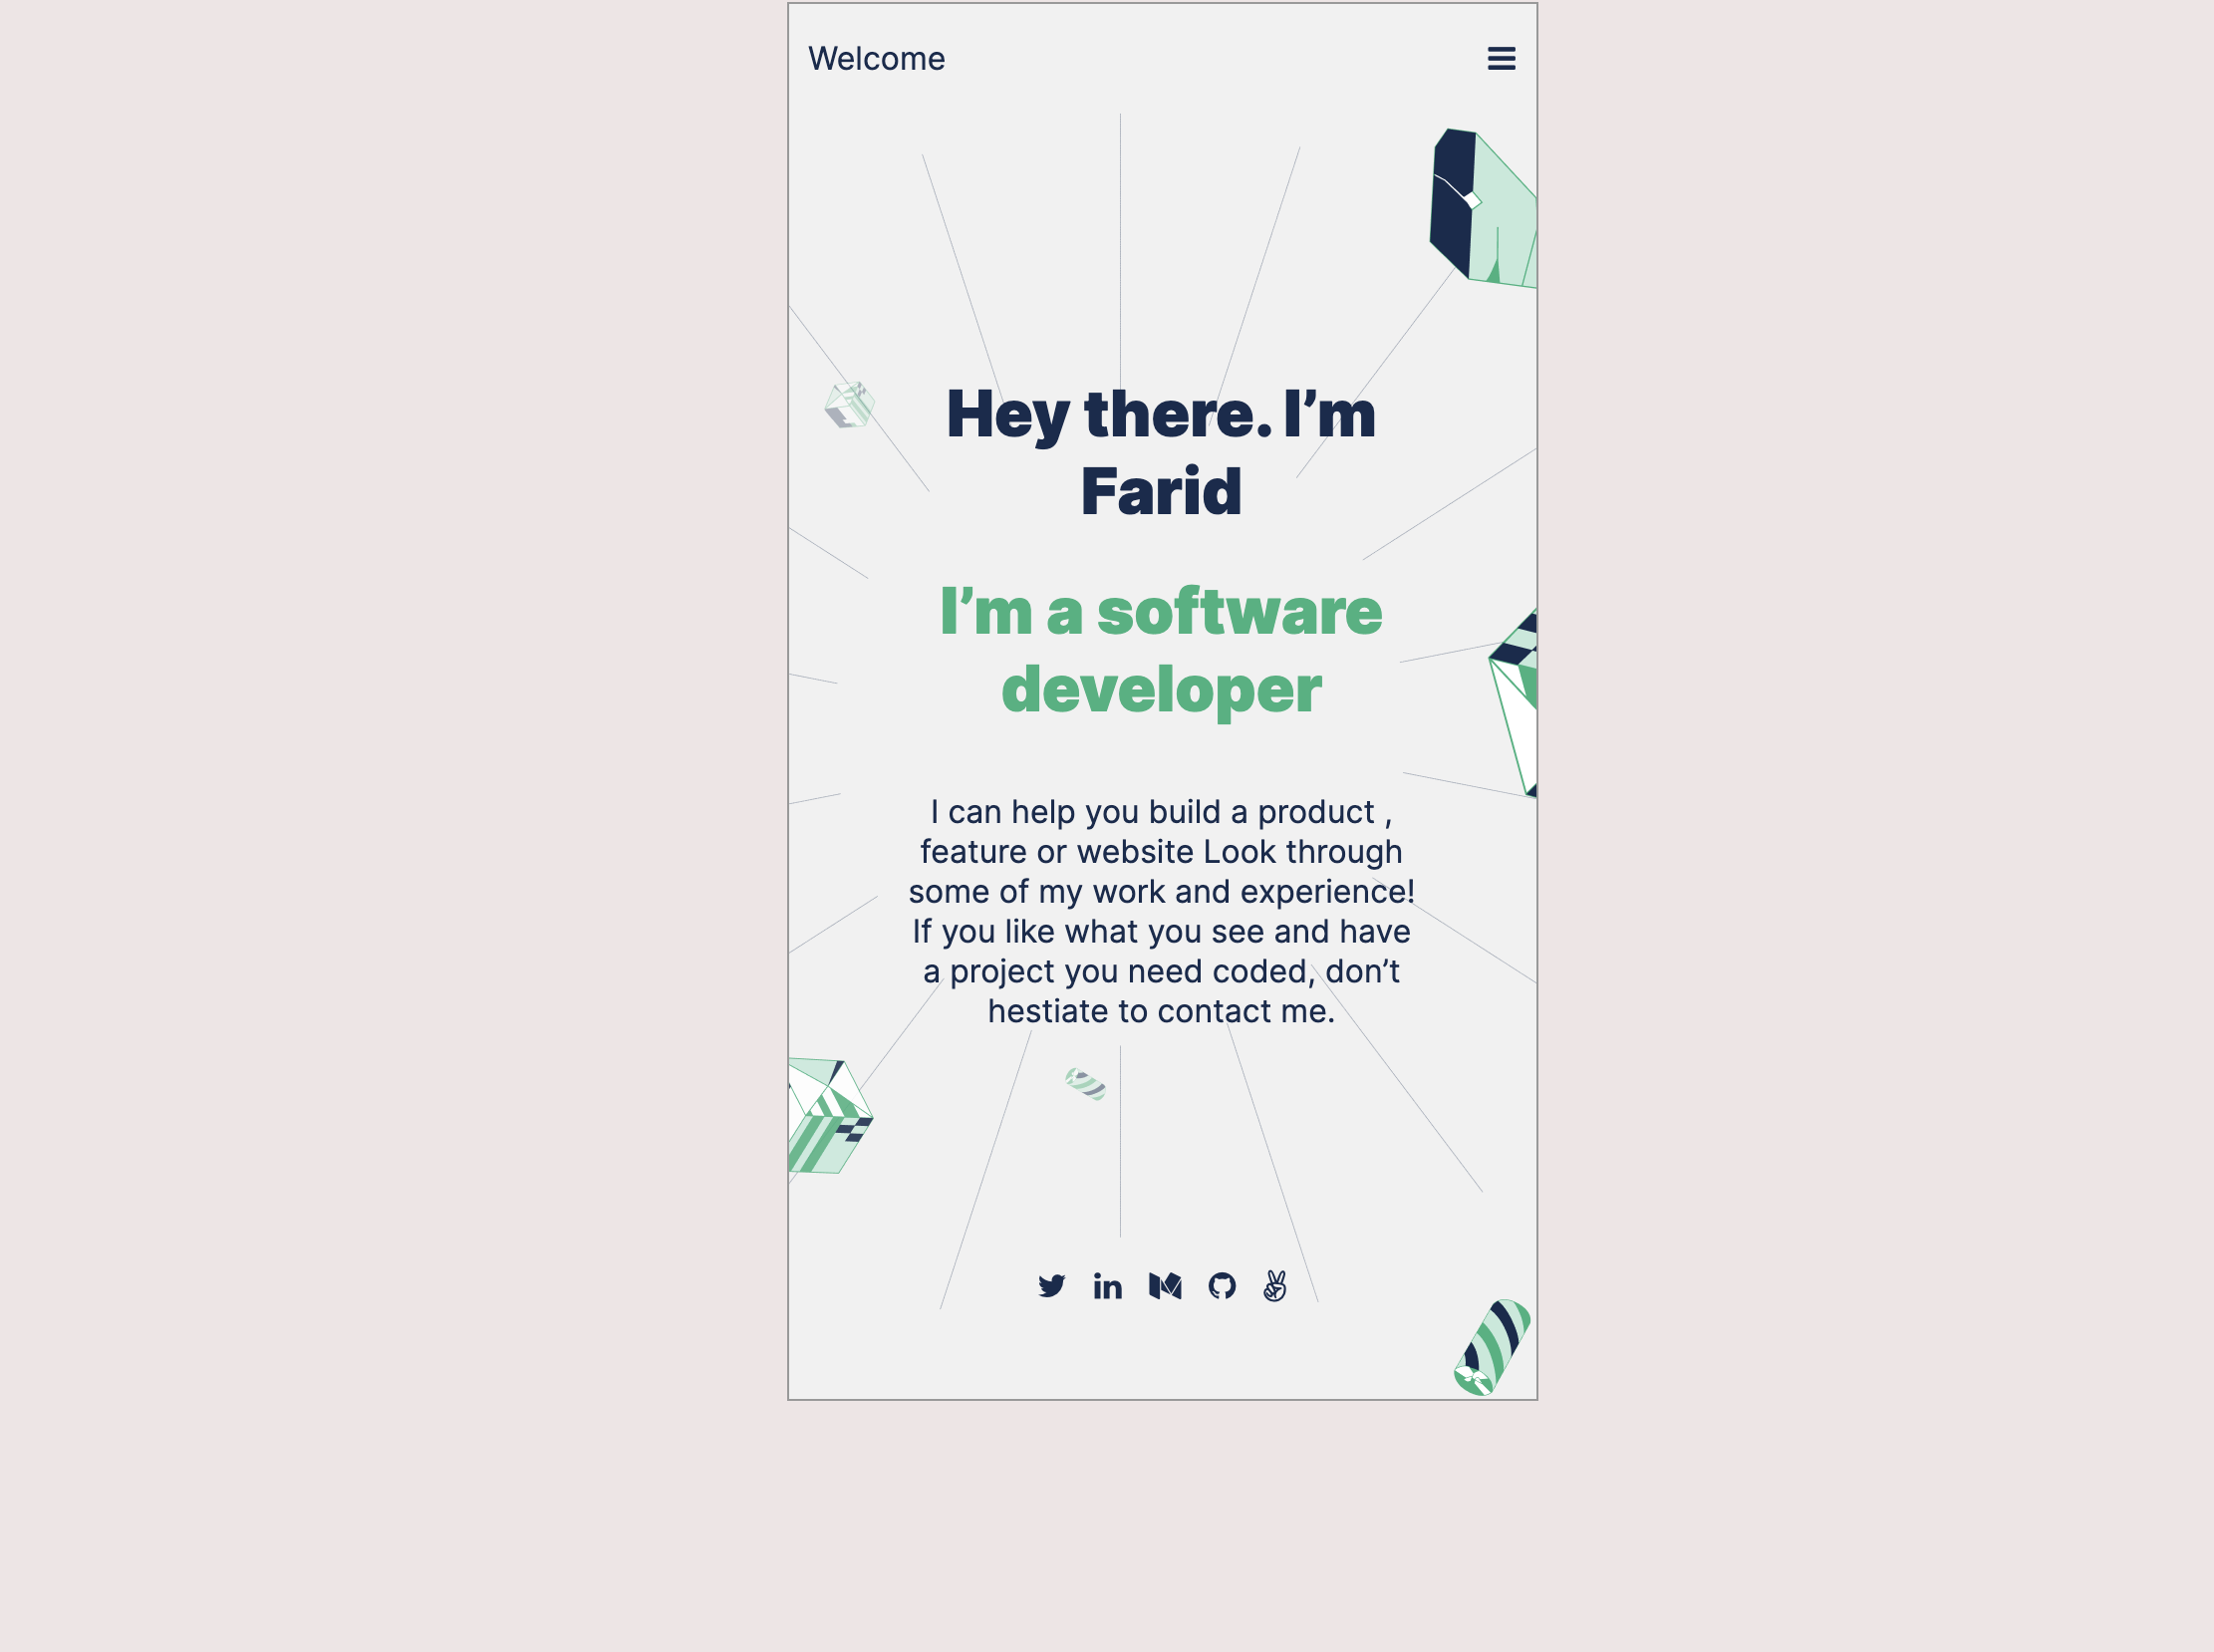 Welcome
Hey there. I’m
Farid
I’m a software
developer
I can help you build a product ,
feature or website Look through
some of my work and experience!
If you like what you see and have
a project you need coded, don’t
hestiate to contact me.